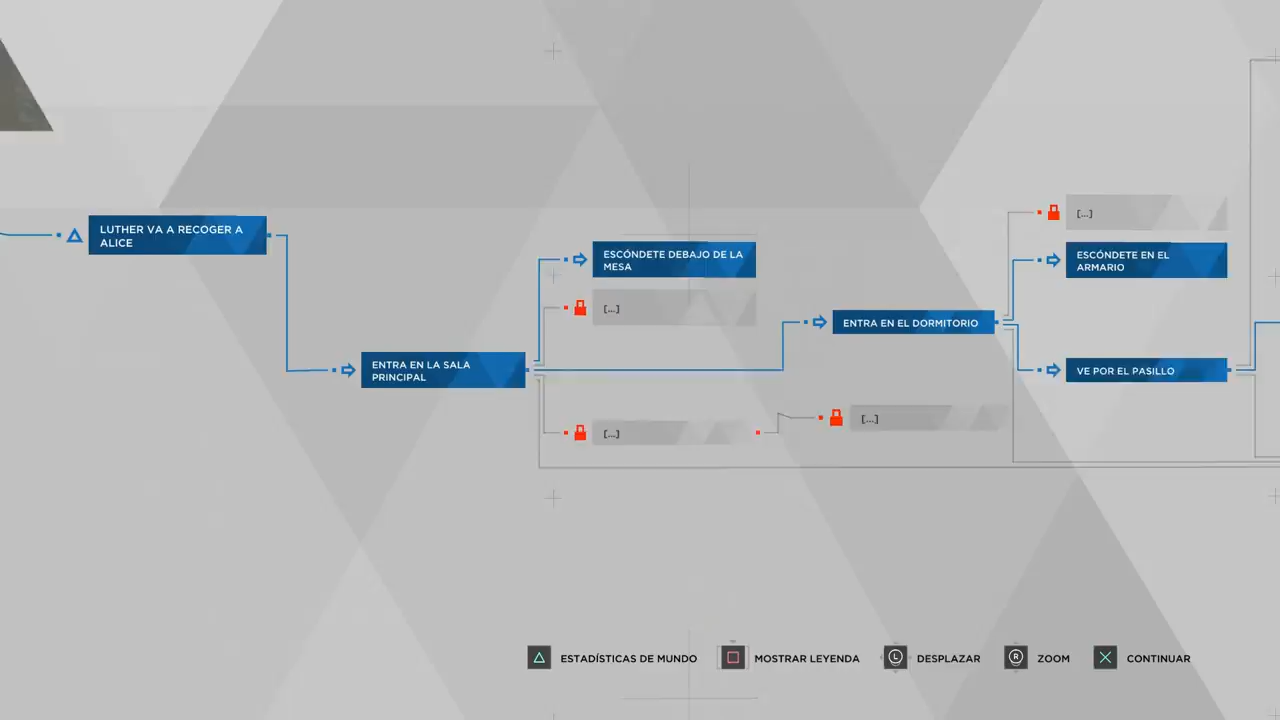 LUTHER VA A RECOGER A
ALICE
ENTRA EN LA SALA
PRINCIPAL
ESCÓNDETE DEBAJO DE LA
MESA
[...]
[...]
[...]
ENTRA EN EL DORMITORIO
[...]
ESCÓNDETE EN EL
ARMARIO
VE POR EL PASILLO
ESTADÍSTICAS DE MUNDO
MOSTRAR LEYENDA
L
DESPLAZAR
R
ZOOM
CONTINUAR